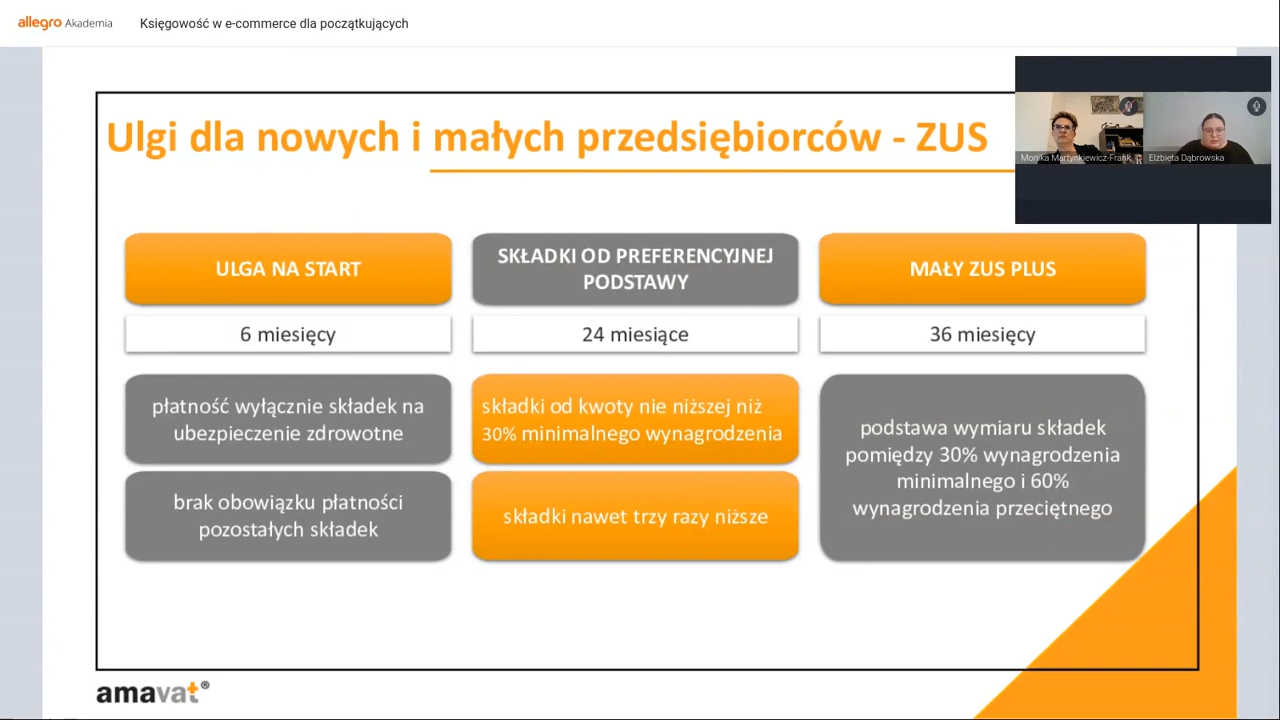 allegro Akademia
Księgowość w e-commerce dla początkujących
Ulgi dla nowych i małych przedsiębiorców - ZUS
Monika Martynkiewicz-Frank
Elżbieta Dąbrowska
ULGA NA START
6 miesięcy
płatność wyłącznie składek na
ubezpieczenie zdrowotne
brak obowiązku płatności
pozostałych składek
SKŁADKI OD PREFERENCYJNEJ
PODSTAWY
24 miesiące
składki od kwoty nie niższej niż
30% minimalnego wynagrodzenia
składki nawet trzy razy niższe
MAŁY ZUS PLUS
36 miesięcy
podstawa wymiaru składek
pomiędzy 30% wynagrodzenia
minimalnego i 60%
wynagrodzenia przeciętnego
amavat®